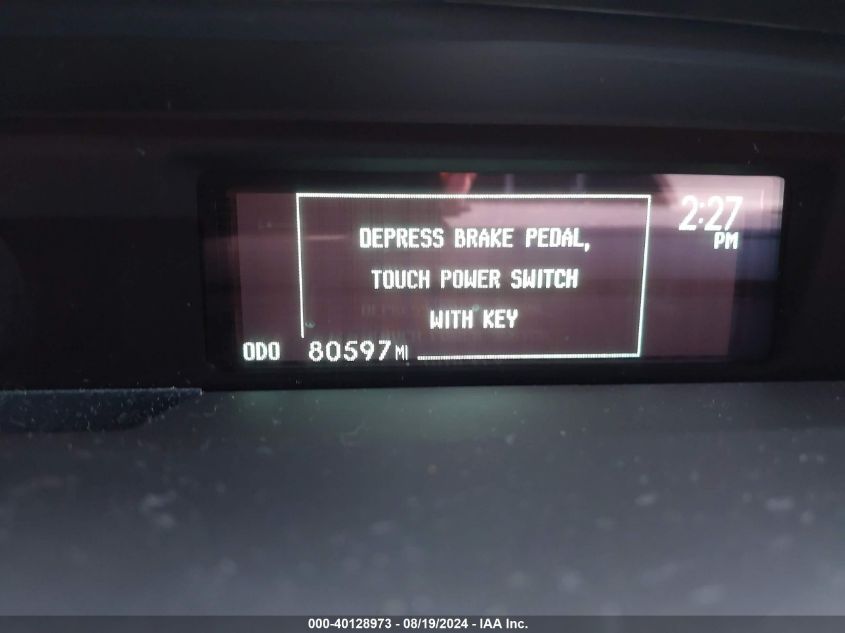 DEPRESS BRAKE PEDAL,
TOUCH POWER SWITCH
WITH KEY
2:27
PM
ODO 80597 MI
000-40128973 - 08/19/2024 - IAA Inc.